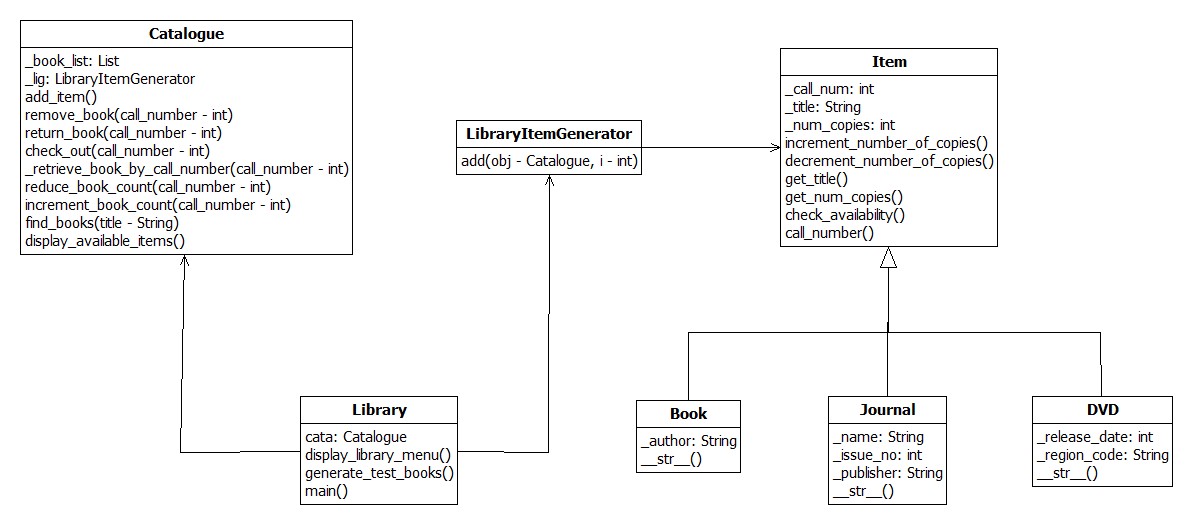 Catalogue
_book_list: List
_lig: LibraryItemGenerator
add_item()
remove_book(call_number - int)
return_book(call_number - int)
check_out(call_number - int)
_retrieve_book_by_call_number(call_number - int)
reduce_book_count(call_number - int)
increment_book_count(call_number - int)
find_books(title - String)
display_available_items()
LibraryItemGenerator
add(obj - Catalogue, i - int)
Item
_call_num: int
_title: String
_num_copies: int
increment_number_of_copies()
decrement_number_of_copies()
get_title()
get_num_copies()
check_availability()
call_number()
Library
cata: Catalogue
display_library_menu()
generate_test_books()
main()
Book
_author: String
__str__()
Journal
_name: String
_issue_no: int
_publisher: String
__str__()
DVD
_release_date: int
_region_code: String
__str__()